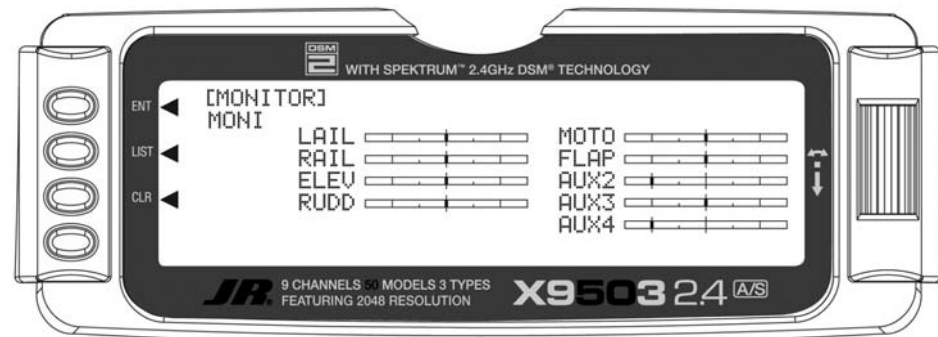 DSM
2
WITH SPEKTRUM™ 2.4GHz DSM® TECHNOLOGY
ENT
LIST
CLR
[MONITOR]
MONI
LAIL
RAIL
ELEV
RUDD
MOTO
FLAP
AUX2
AUX3
AUX4
JR.
9 CHANNELS 50 MODELS 3 TYPES
FEATURING 2048 RESOLUTION
X9503 2.4 A/S